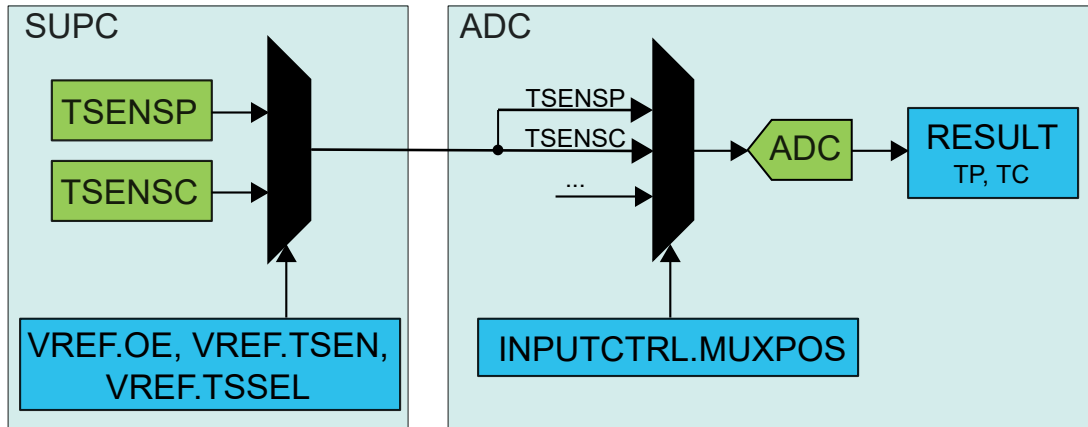 SUPC
TSENSP
TSENSC
VREF.OE, VREF.TSEN,
VREF.TSSEL
ADC
TSENSP
TSENSC
...
ADC
RESULT
TP, TC
INPUTCTRL.MUXPOS